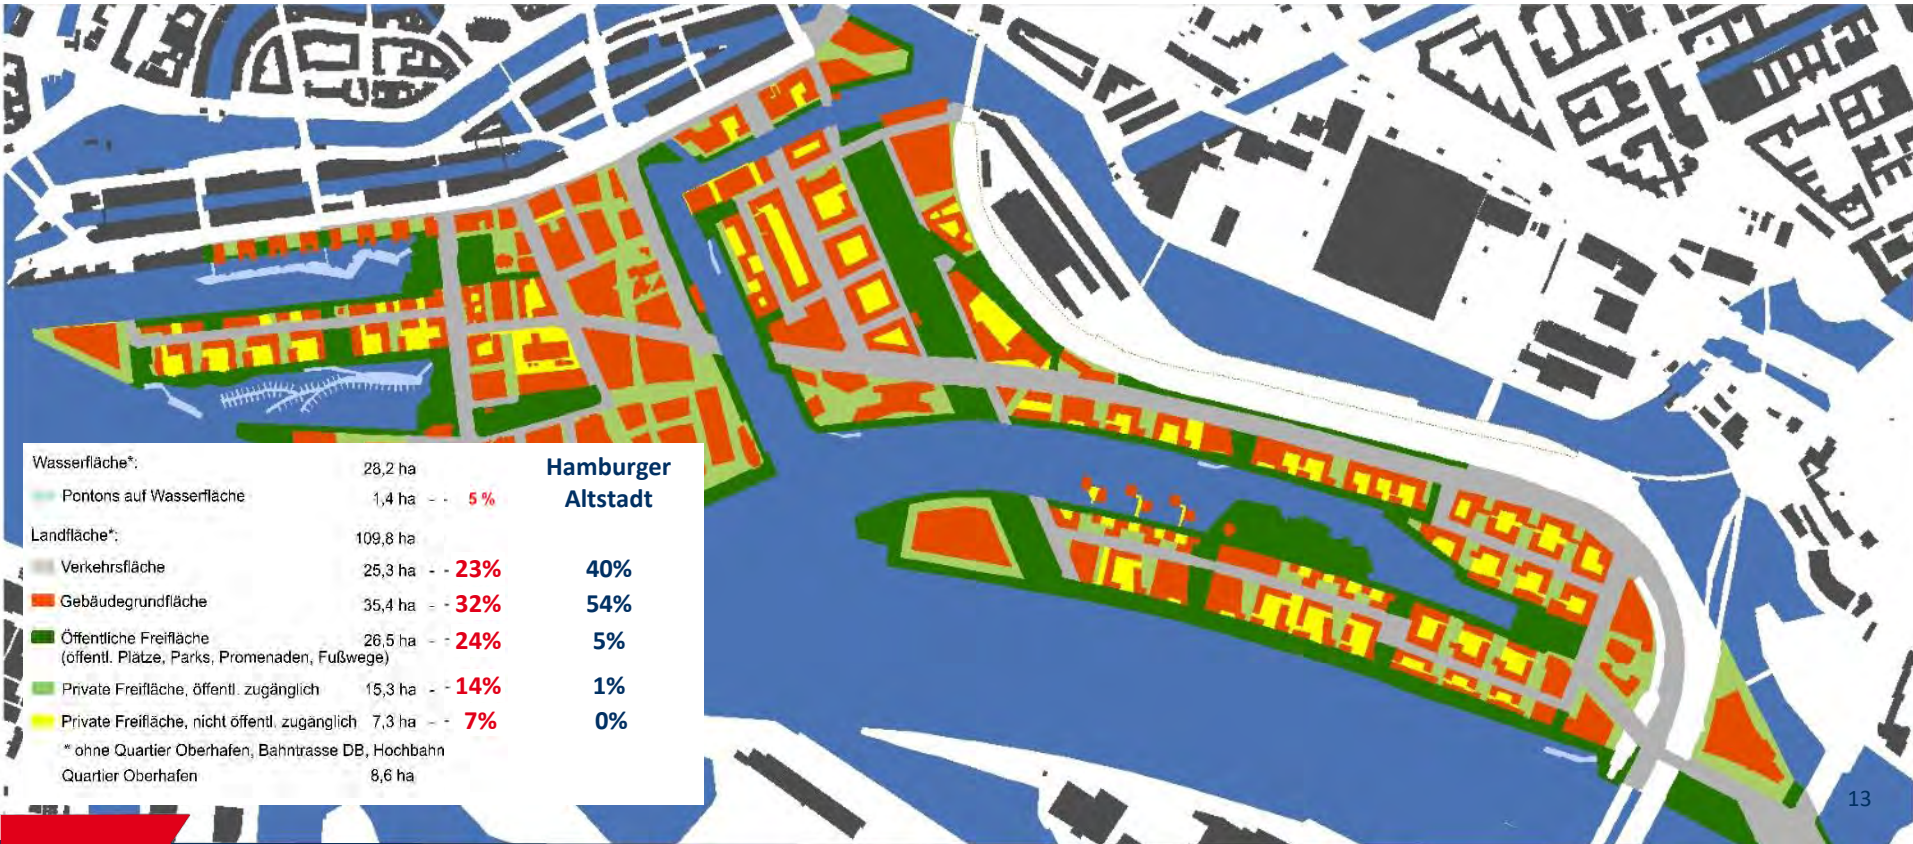 Wasserfläche*: 28,2 ha
Pontons auf Wasserfläche 1,4 ha - - 5 %
Hamburger
Altstadt
Landfläche*: 109,8 ha
Verkehrsfläche 25,3 ha - - 23% 40%
Gebäudegrundfläche 35,4 ha - - 32% 54%
Öffentliche Freifläche 26,5 ha - - 24% 5%
(öffentl. Plätze, Parks, Promenaden, Fußwege)
Private Freifläche, öffentl. zugänglich 15,3 ha - - 14% 1%
Private Freifläche, nicht öffentl. zugänglich 7,3 ha - - 7% 0%
* ohne Quartier Oberhafen, Bahntrasse DB, Hochbahn
Quartier Oberhafen 8,6 ha
13